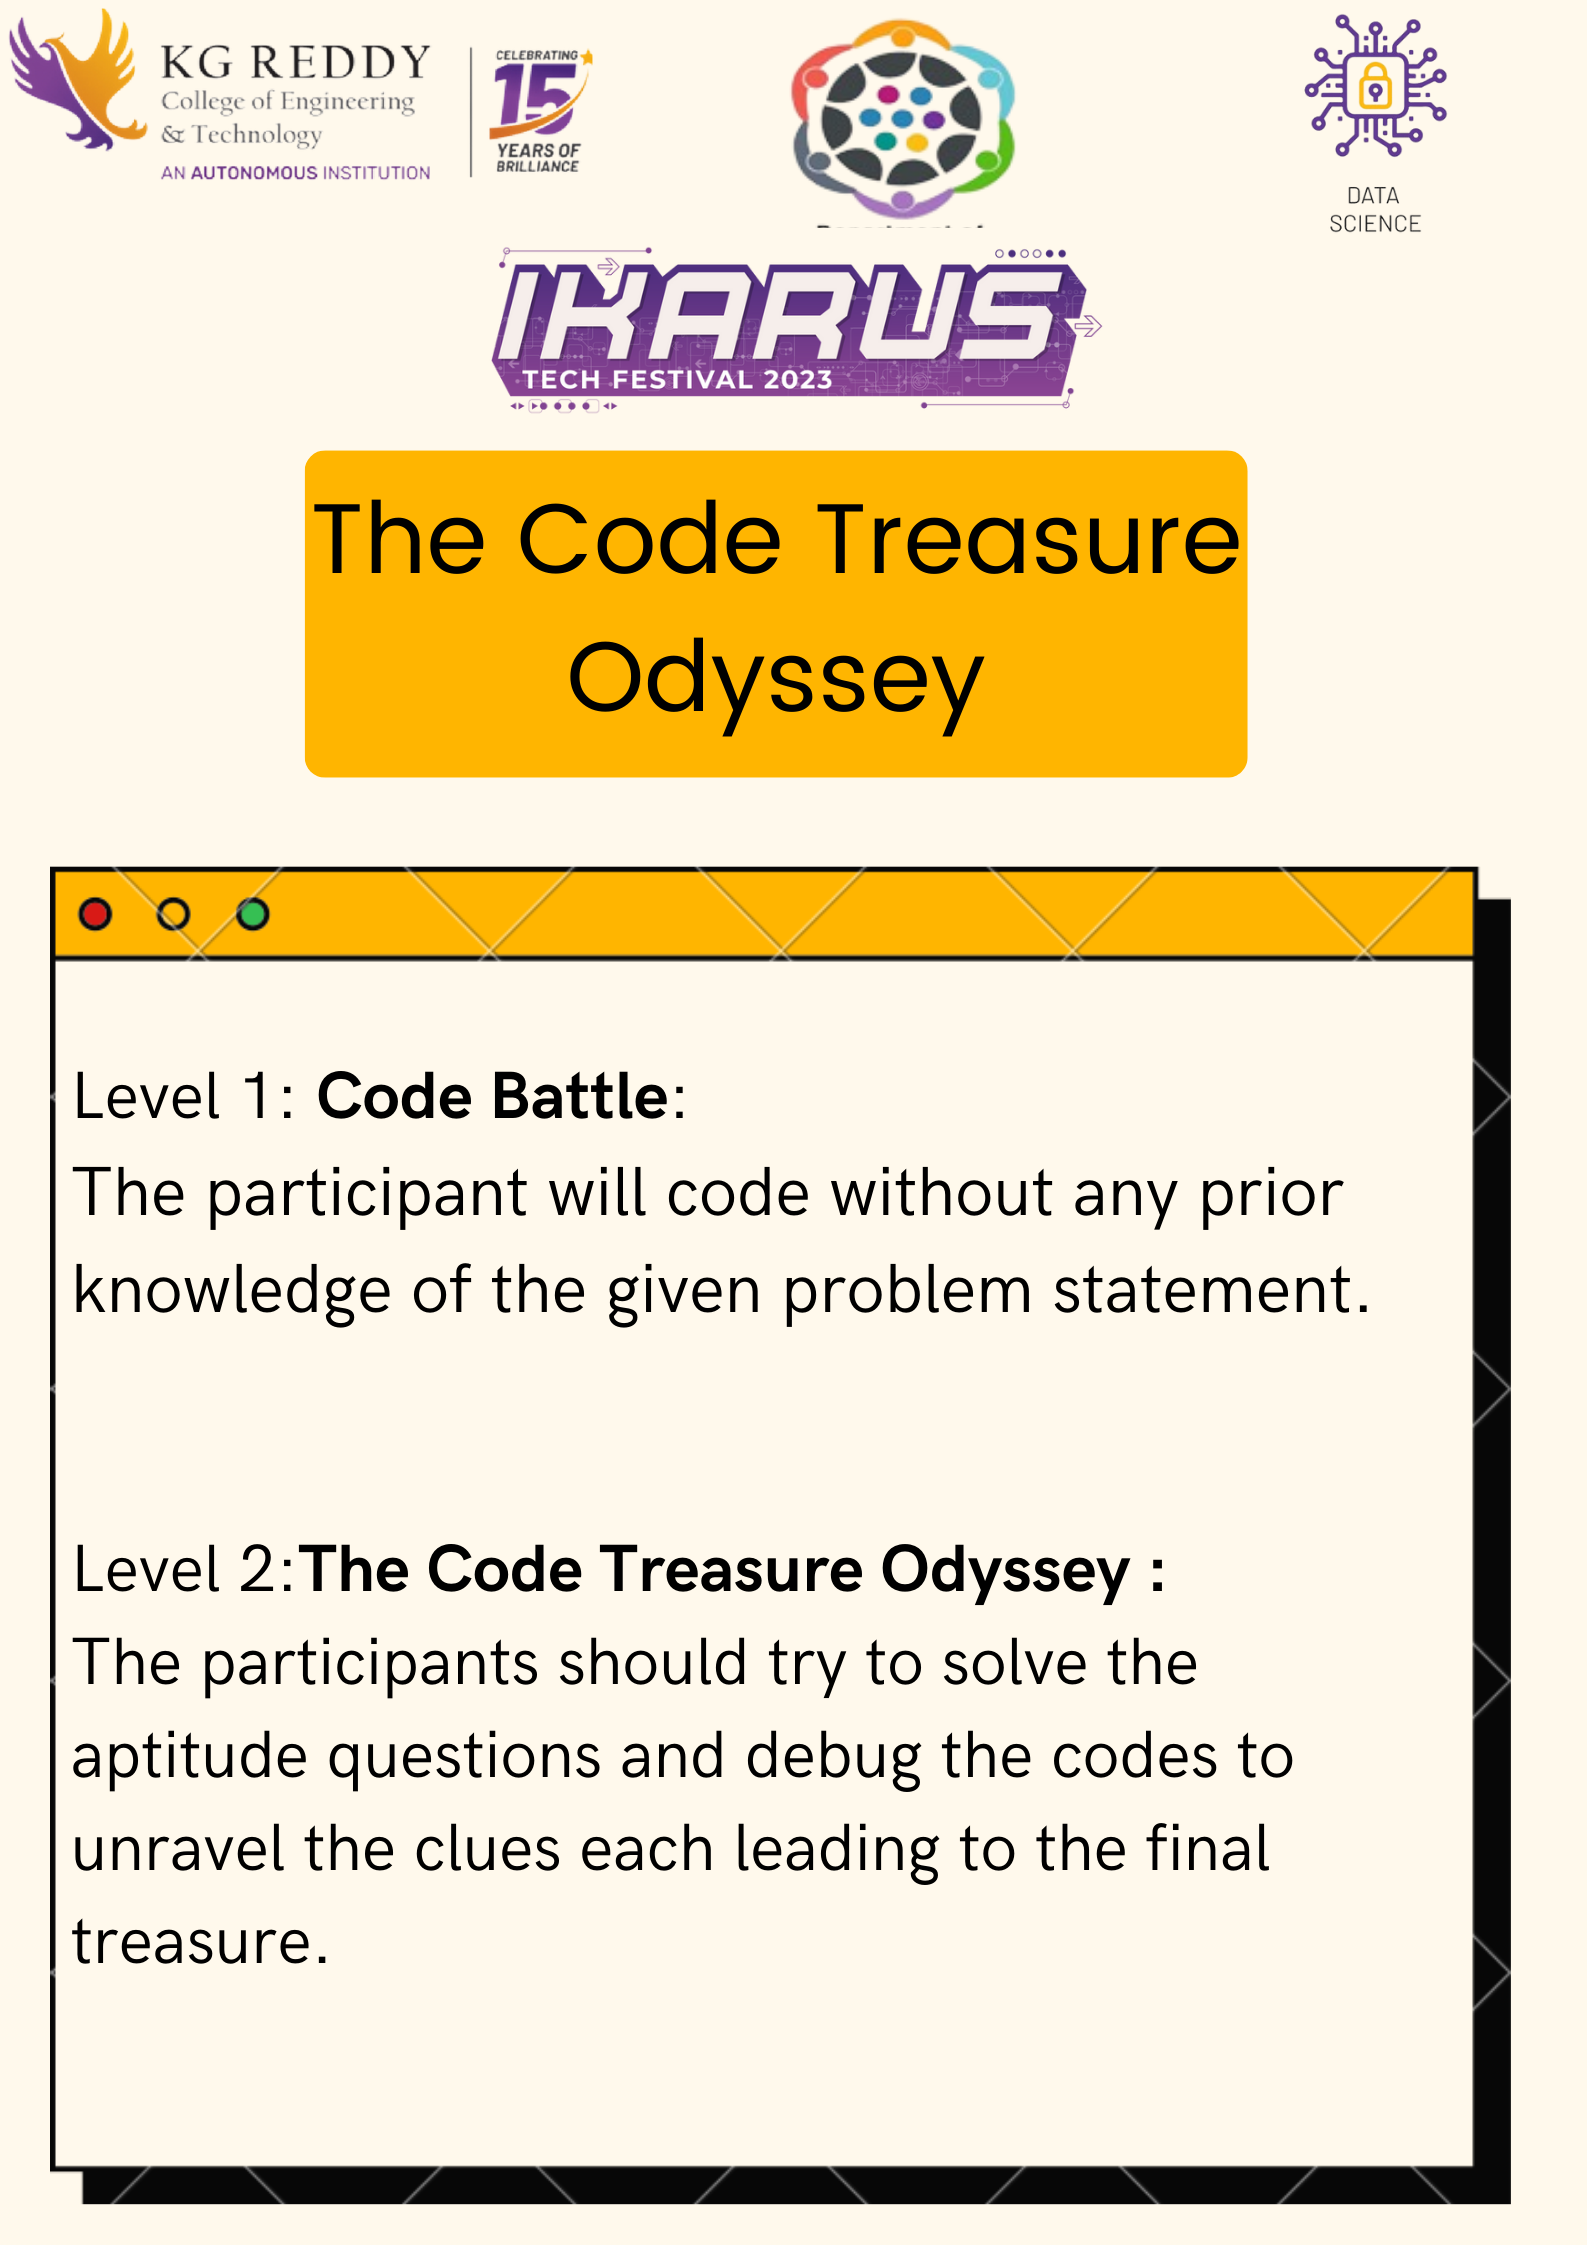 KG REDDY
College of Engineering
& Technology
AN AUTONOMOUS INSTITUTION
CELEBRATING
15
YEARS OF
BRILLIANCE
DATA
SCIENCE
IKARUS
TECH FESTIVAL 2023
The Code Treasure
Odyssey
Level 1: Code Battle:
The participant will code without any prior
knowledge of the given problem statement.
Level 2:The Code Treasure Odyssey :
The participants should try to solve the
aptitude questions and debug the codes to
unravel the clues each leading to the final
treasure.